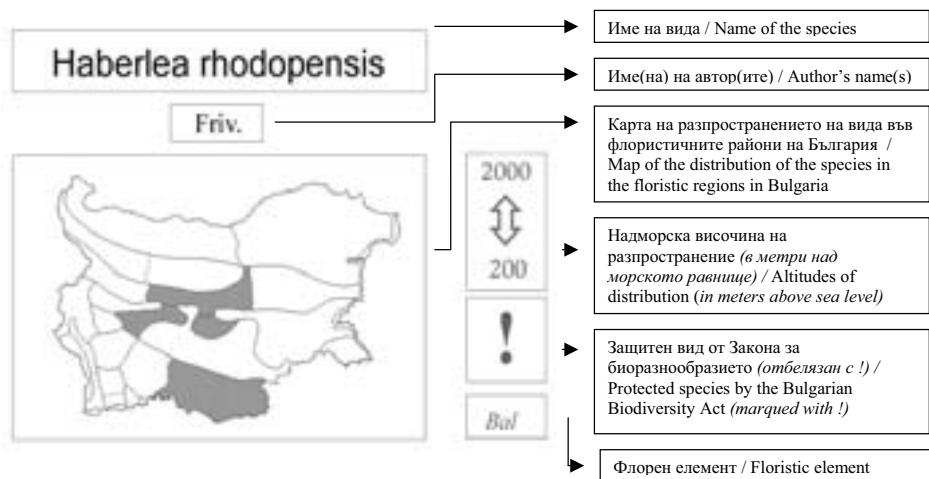 Haberlea rhodopensis
Friv.
2000
200
!
Bal
Име на вида / Name of the species
Име(на) на автор(ите) / Author's name(s)
Карта на разпространението на вида във
флористичните райони на България /
Map of the distribution of the species in
the floristic regions in Bulgaria
Надморска височина на
разпространение (в метри над
морското равнище) / Altitudes of
distribution (in meters above sea level)
Защитен вид от Закона за
биоразнообразието (отбелязан с !) /
Protected species by the Bulgarian
Biodiversity Act (marqued with !)
Флорен елемент / Floristic element